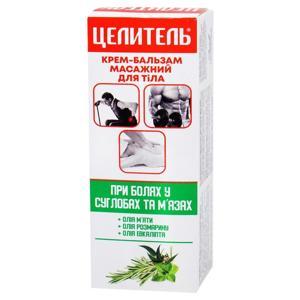 ЦЕЛИТЕЛЬ
КРЕМ-БАЛЬЗАМ
МАСАЖНИЙ
ДЛЯ ТІЛА
ПРИ БОЛЯХ У
СУГЛОБАХ ТА М'ЯЗАХ
+ОЛІЯ М'ЯТИ
+ОЛІЯ РОЗМАРИНУ
+ОЛІЯ ЕВКАЛІПТА